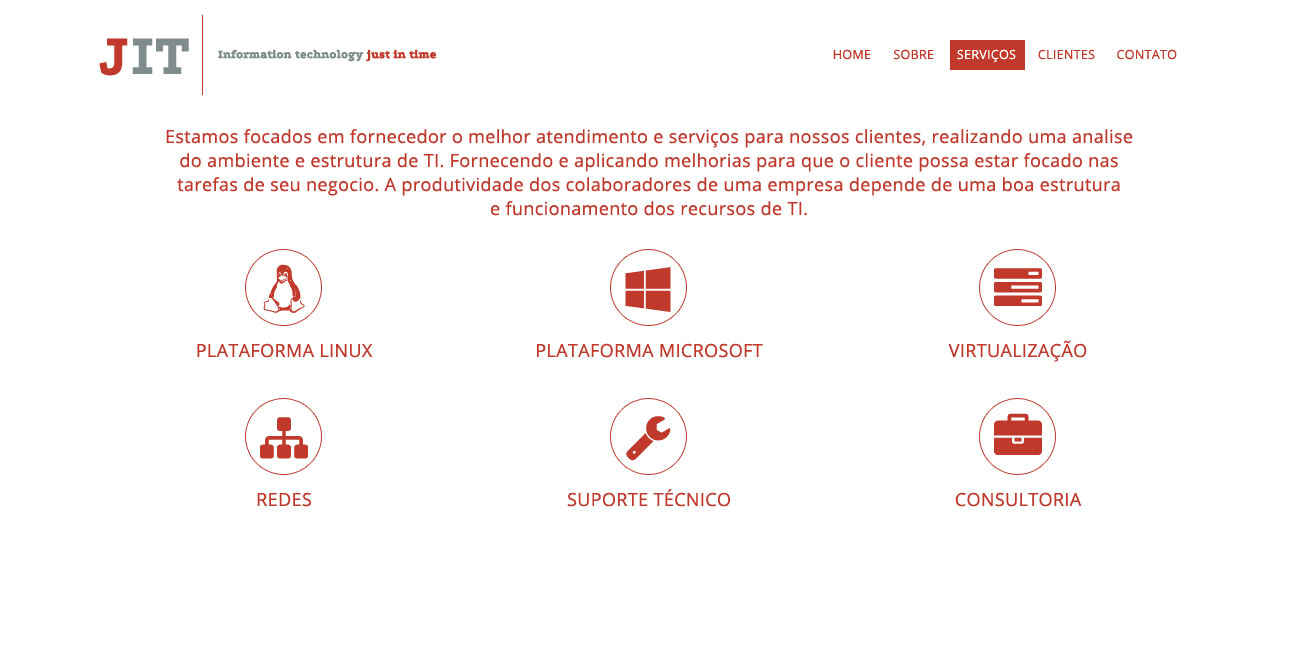 JIT
Information technology just in time
HOME SOBRE SERVIÇOS CLIENTES CONTATO
Estamos focados em fornecedor o melhor atendimento e serviços para nossos clientes, realizando uma analise
do ambiente e estrutura de TI. Fornecendo e aplicando melhorias para que o cliente possa estar focado nas
tarefas de seu negocio. A produtividade dos colaboradores de uma empresa depende de uma boa estrutura
e funcionamento dos recursos de TI.
PLATAFORMA LINUX
PLATAFORMA MICROSOFT
VIRTUALIZAÇÃO
REDES
SUPORTE TÉCNICO
CONSULTORIA